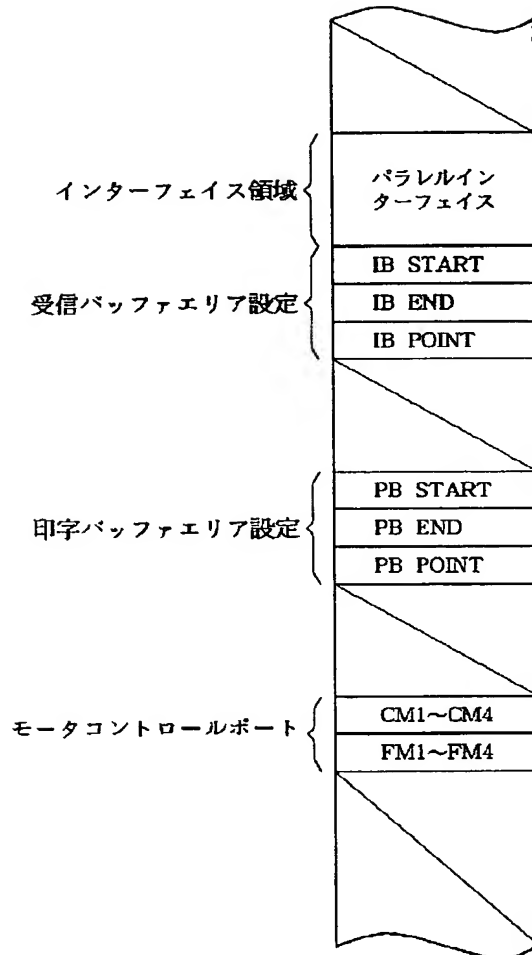 インターフェイス領域
パラレルイン
ターフェイス
受信バッファエリア設定
IB START
IB END
IB POINT
印字バッファエリア設定
PB START
PB END
PB POINT
モータコントロールポート
CM1～CM4
FM1～FM4